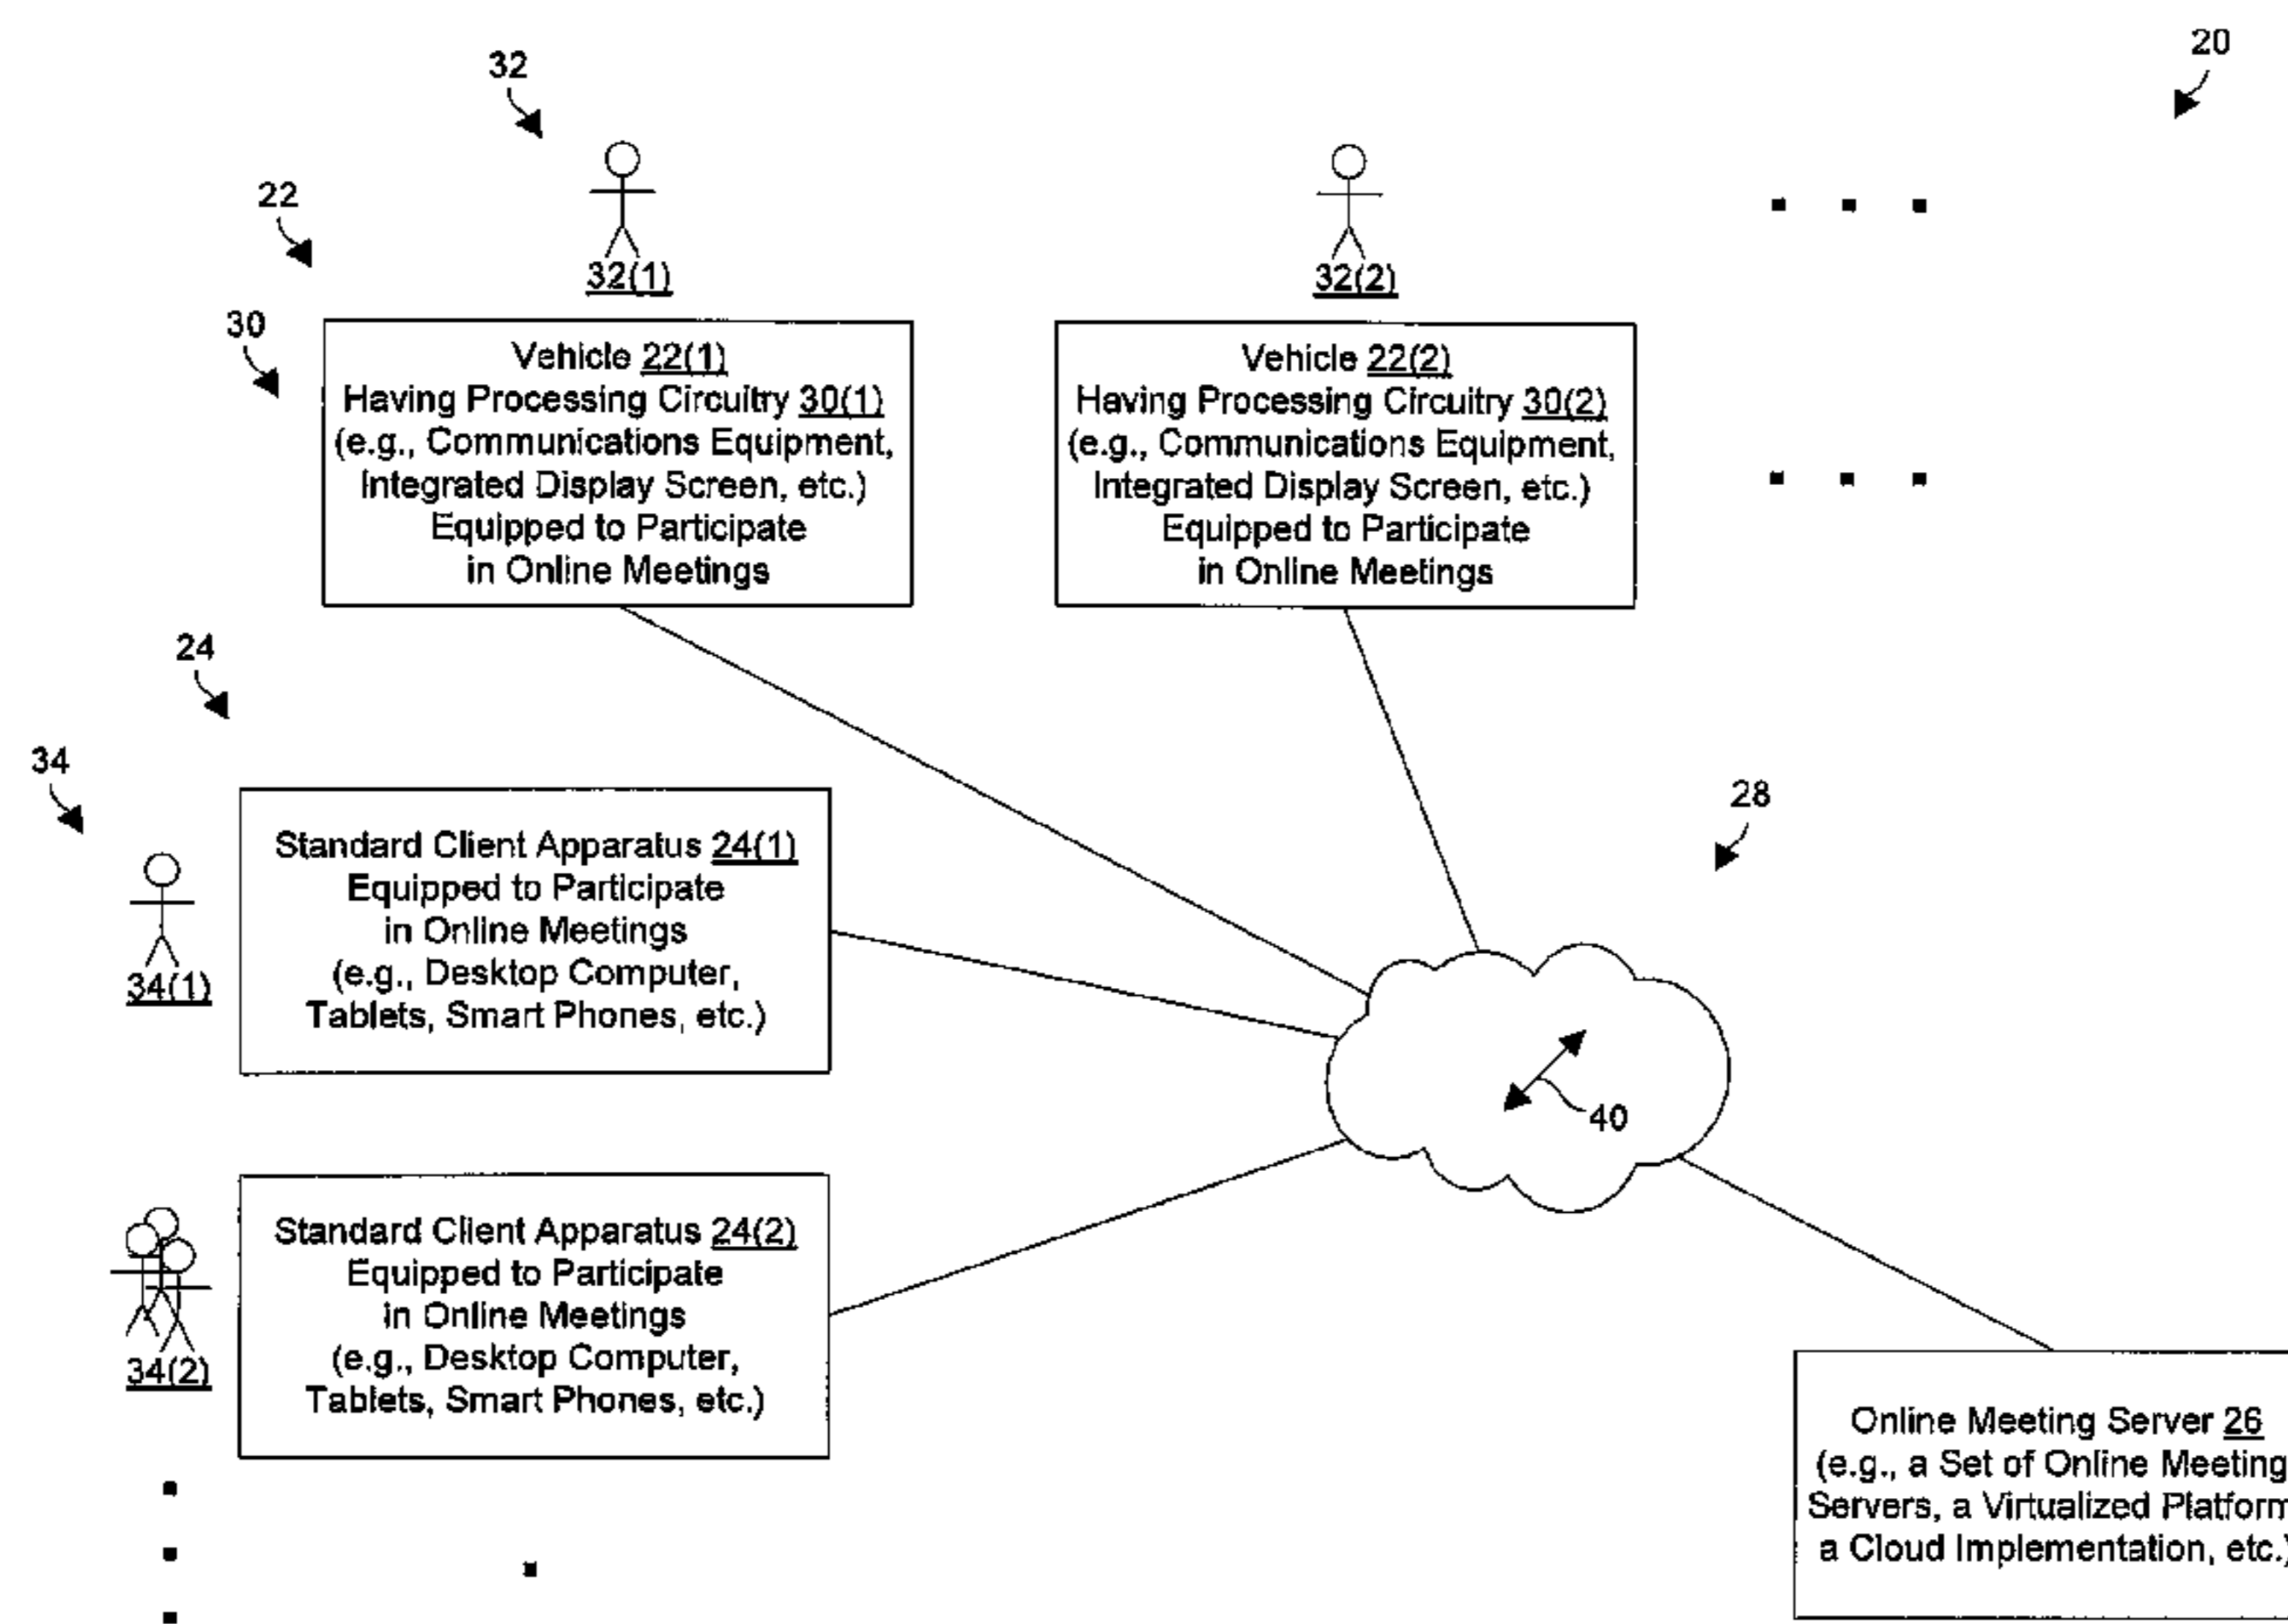 20
32
22
32(1)
32(2)
30
Vehicle 22(1)
Having Processing Circuitry 30(1)
(e.g., Communications Equipment,
Integrated Display Screen, etc.)
Equipped to Participate
in Online Meetings
Vehicle 22(2)
Having Processing Circuitry 30(2)
(e.g., Communications Equipment,
Integrated Display Screen, etc.)
Equipped to Participate
in Online Meetings
24
34
28
Standard Client Apparatus 24(1)
Equipped to Participate
in Online Meetings
(e.g., Desktop Computer,
Tablets, Smart Phones, etc.)
34(1)
40
Standard Client Apparatus 24(2)
Equipped to Participate
in Online Meetings
(e.g., Desktop Computer,
Tablets, Smart Phones, etc.)
34(2)
Online Meeting Server 26
(e.g., a Set of Online Meeting
Servers, a Virtualized Platform
a Cloud Implementation, etc.)